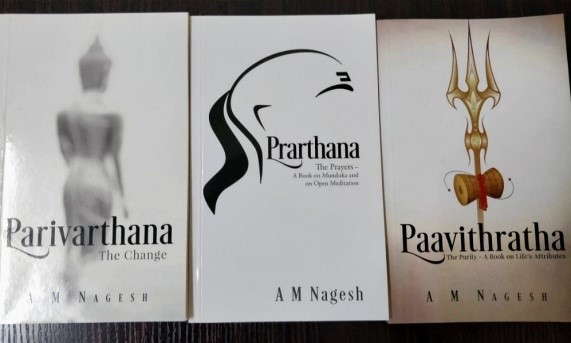 Parivarthana
The Change
A M Nagesh
Prarthana
The Prayers –
A Book on Munduka and
on Open Meditation
A M Nagesh
Paavithratha
The Purity - A Book on Life's Attributes
A M Nagesh